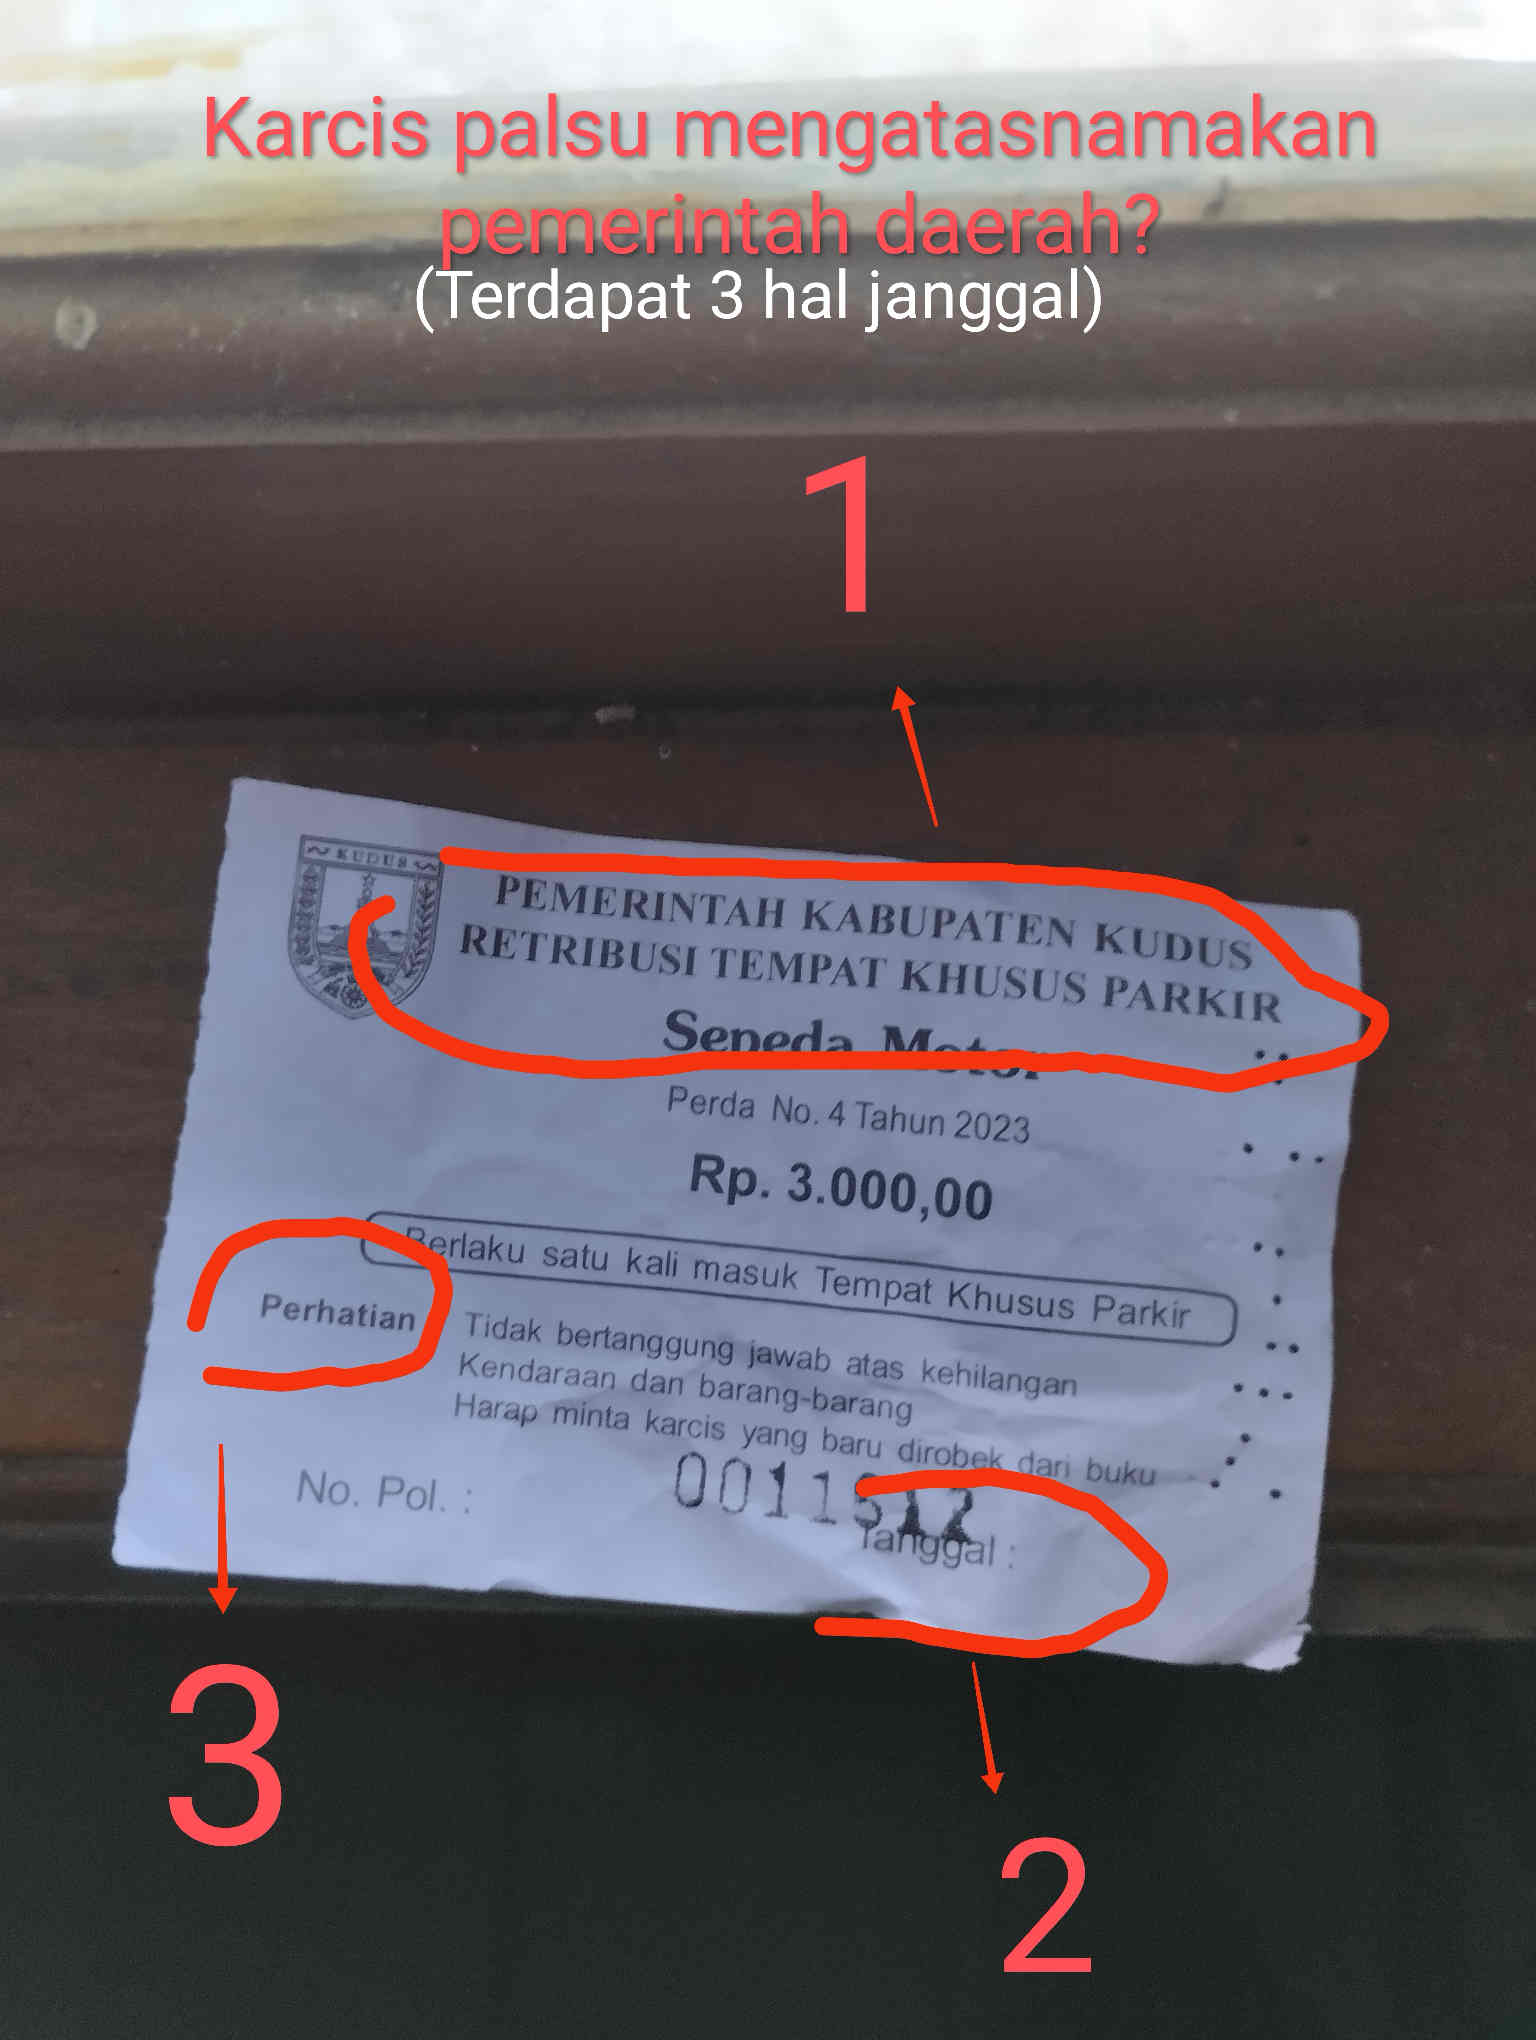 Karcis palsu mengatasnamakan
pemerintah daerah?
(Terdapat 3 hal janggal)
1
KUDUS
PEMERINTAH KABUPATEN KUDUS
RETRIBUSI TEMPAT KHUSUS PARKIR
Sepeda Motor
Perda No. 4 Tahun 2023
Rp. 3.000,00
Berlaku satu kali masuk Tempat Khusus Parkir
Perhatian
Tidak bertanggung jawab atas kehilangan
Kendaraan dan barang-barang
Harap minta karcis yang baru dirobek dari buku
0011512
No. Pol. :
Tanggal :
3
2